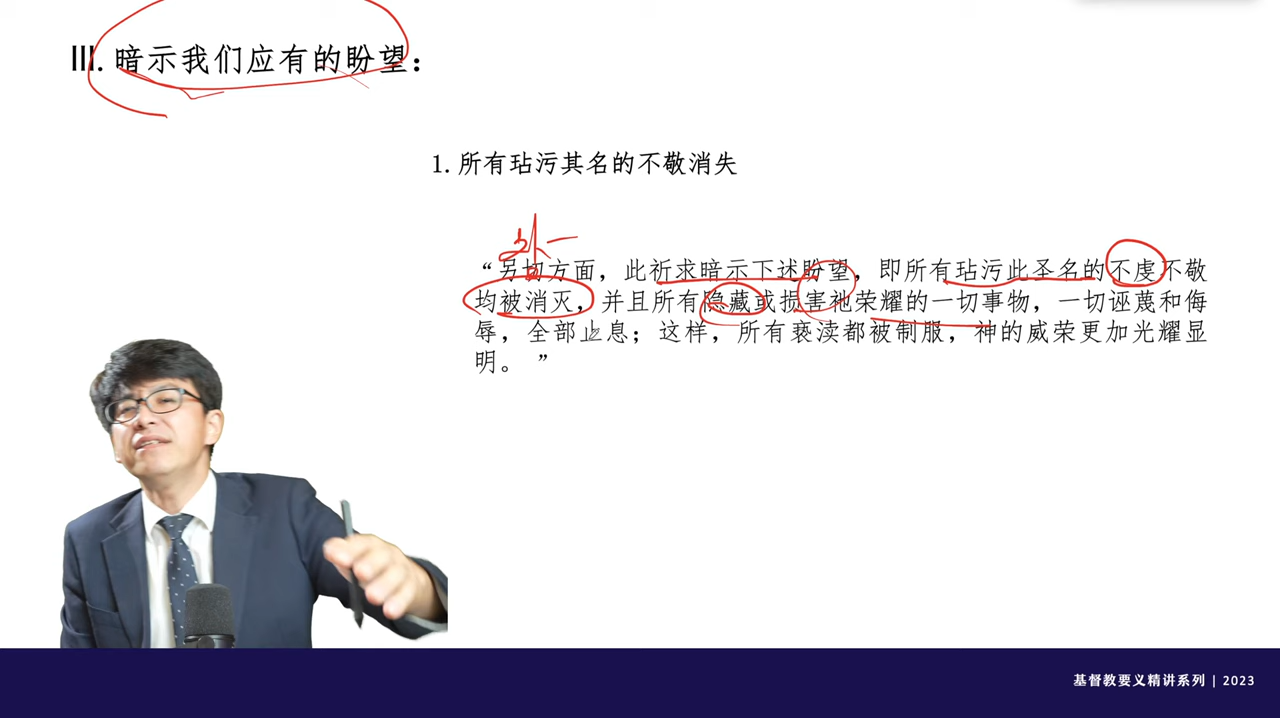 III. 暗示我们应有的盼望：
1. 所有玷污其名的不敬消失
“另切方面，此祈求暗示下述盼望，即所有玷污此圣名的不虔不敬
均被消灭，并且所有隐藏或损害祂荣耀的一切事物，一切诬蔑和侮
辱，全部止息；这样，所有亵渎都被制服，神的威荣更加光耀显
明。”
基督教要义精讲系列 | 2023